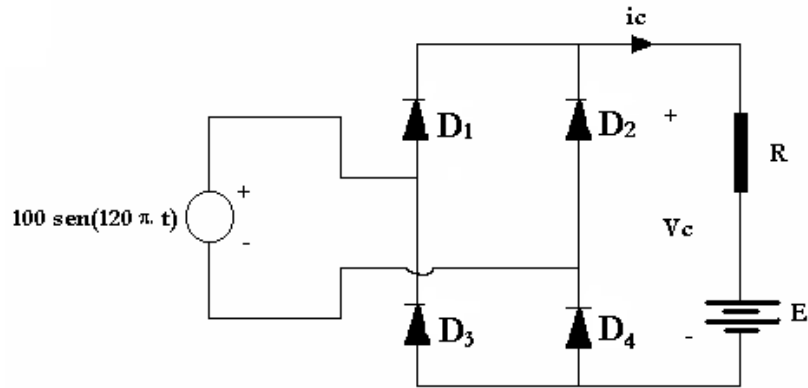 ic
D1
D2
+
R
+
100 sen(120 π. t)
Vc
-
E
D3
D4
-